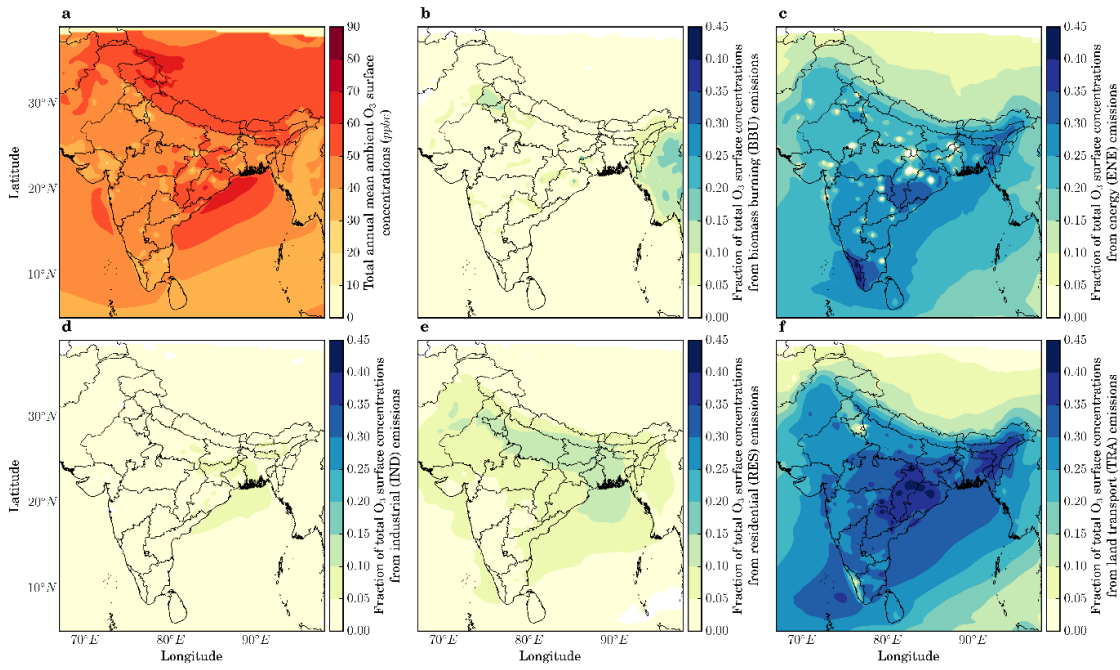 a
b
c
90
80
70
60
50
40
30
20
10
0
Total annual mean ambient O₃ surface
concentrations (ppbv)
0.45
0.40
0.35
0.30
0.25
0.20
0.15
0.10
0.05
0.00
Fraction of total O₃ surface concentrations
from biomass burning (BBU) emissions
0.45
0.40
0.35
0.30
0.25
0.20
0.15
0.10
0.05
0.00
Fraction of total O₃ surface concentrations
from energy (ENE) emissions
30°N
20°N
10°N
Latitude
d
e
f
0.45
0.40
0.35
0.30
0.25
0.20
0.15
0.10
0.05
0.00
Fraction of total O₃ surface concentrations
from industrial (IND) emissions
0.45
0.40
0.35
0.30
0.25
0.20
0.15
0.10
0.05
0.00
Fraction of total O₃ surface concentrations
from residential (RES) emissions
0.45
0.40
0.35
0.30
0.25
0.20
0.15
0.10
0.05
0.00
Fraction of total O₃ surface concentrations
from land transport (TRA) emissions
30°N
20°N
10°N
Latitude
70°E 80°E 90°E
Longitude
70°E 80°E 90°E
Longitude
70°E 80°E 90°E
Longitude